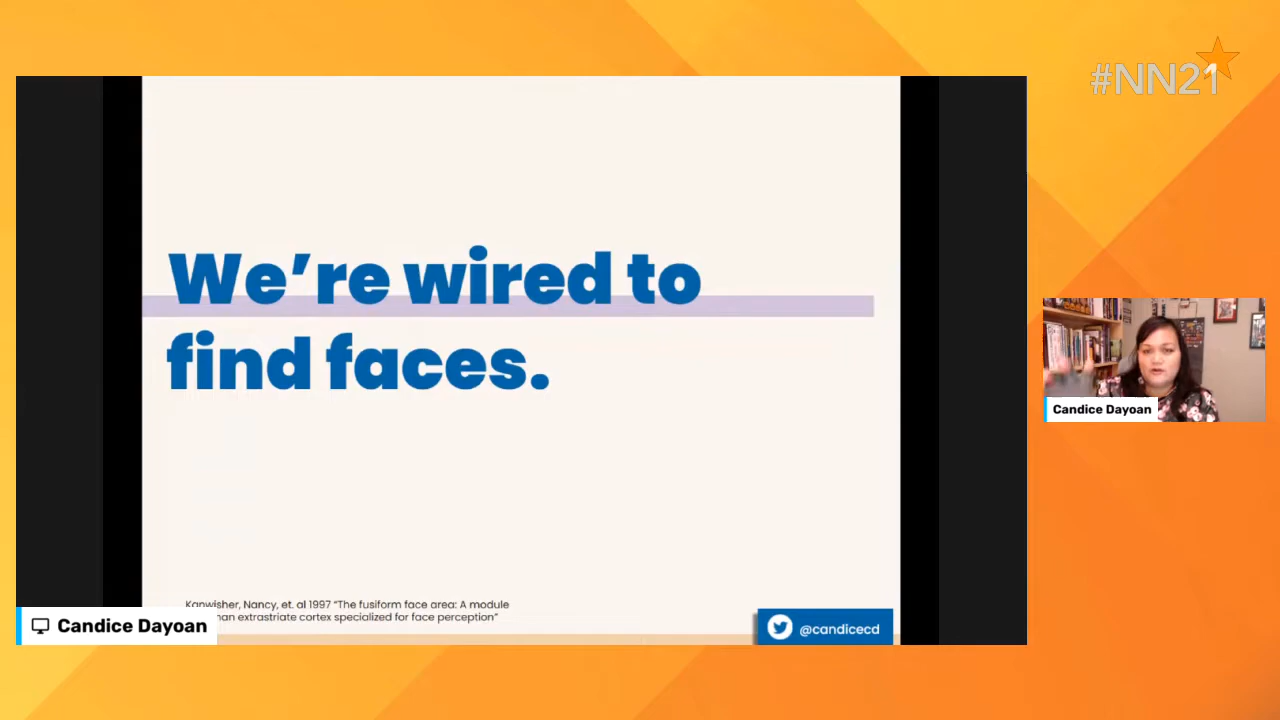 #NN21
We're wired to
find faces.
Kanwisher, Nancy, et. al 1997 "The fusiform face area: A module
man extrastriate cortex specialized for face perception"
Candice Dayoan
@candicecd
Candice Dayoan